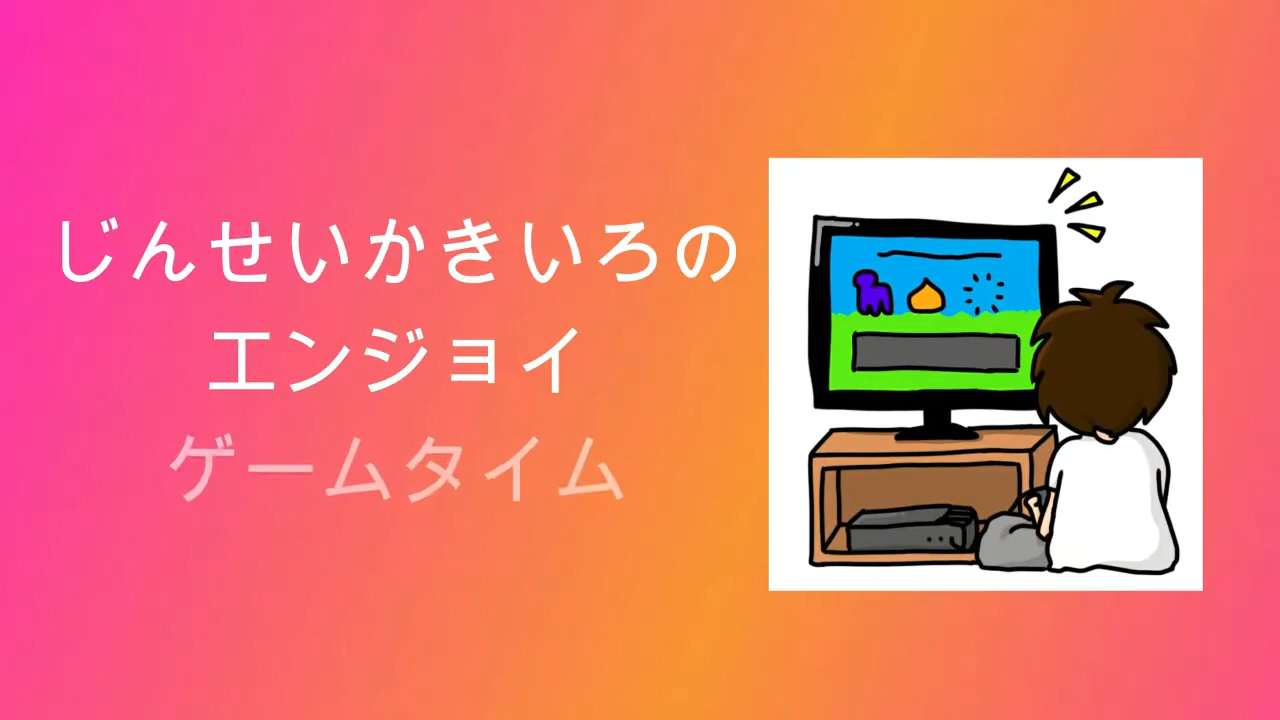 じんせいかきいろの
エンジョイ
ゲームタイム